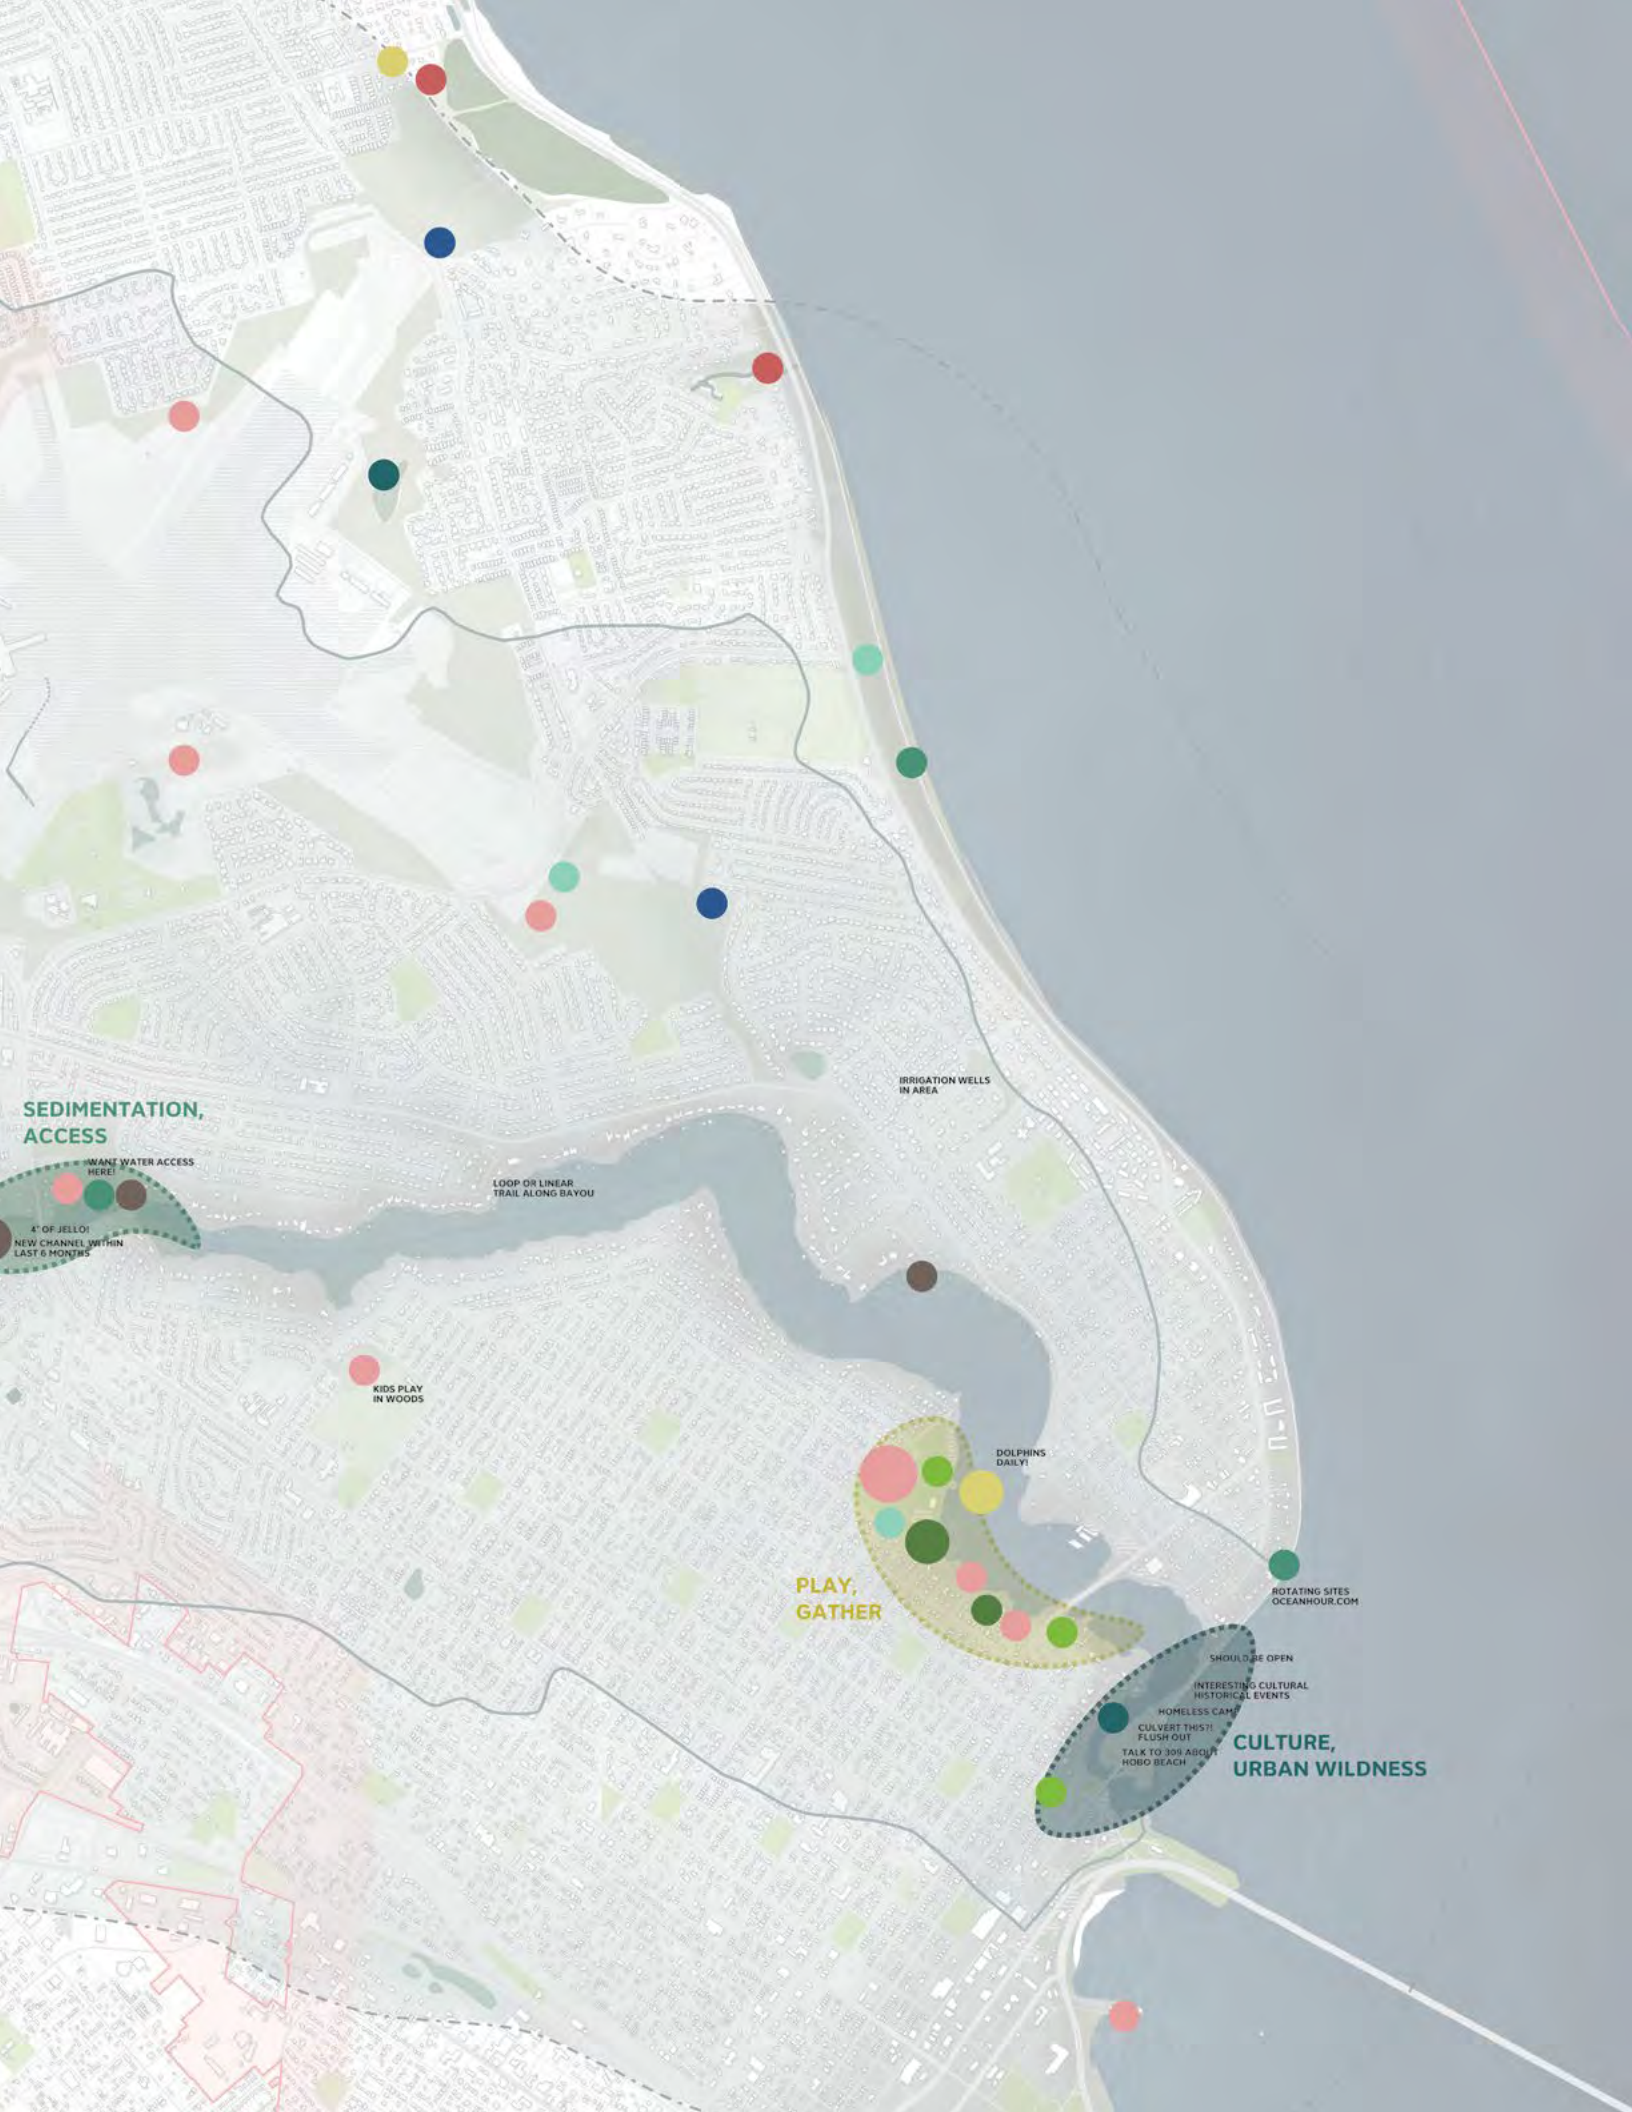 IRRIGATION WELLS
IN AREA
SEDIMENTATION,
ACCESS
WANT WATER ACCESS
HERE!
LOOP OR LINEAR
TRAIL ALONG BAYOU
4" OF JELLO!
NEW CHANNEL WITHIN
LAST 6 MONTHS
KIDS PLAY
IN WOODS
DOLPHINS
DAILY!
PLAY,
GATHER
ROTATING SITES
OCEANHOUR.COM
SHOULD BE OPEN
INTERESTING CULTURAL
HISTORICAL EVENTS
HOMELESS CAMP
CULVERT THIS?!
FLUSH OUT
TALK TO 309 ABOUT
HOBO BEACH
CULTURE,
URBAN WILDNESS